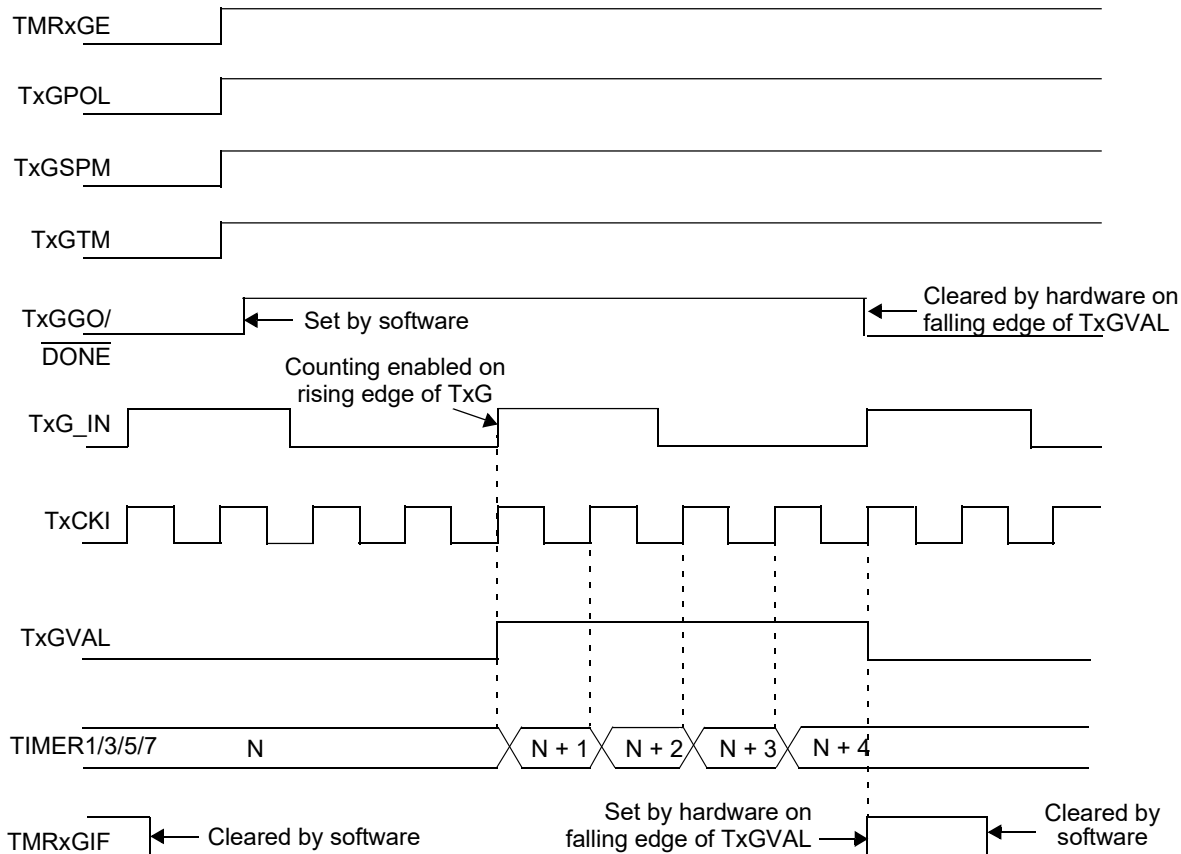 TMRxGE
TxGPOL
TxGSPM
TxGTM
TxGGO/
DONE
Set by software
Cleared by hardware on
falling edge of TxGVAL
Counting enabled on
rising edge of TxG
TxG_IN
TxCKI
TxGVAL
TIMER1/3/5/7
N
N + 1
N + 2
N + 3
N + 4
TMRxGIF
Cleared by software
Set by hardware on
falling edge of TxGVAL
Cleared by
software